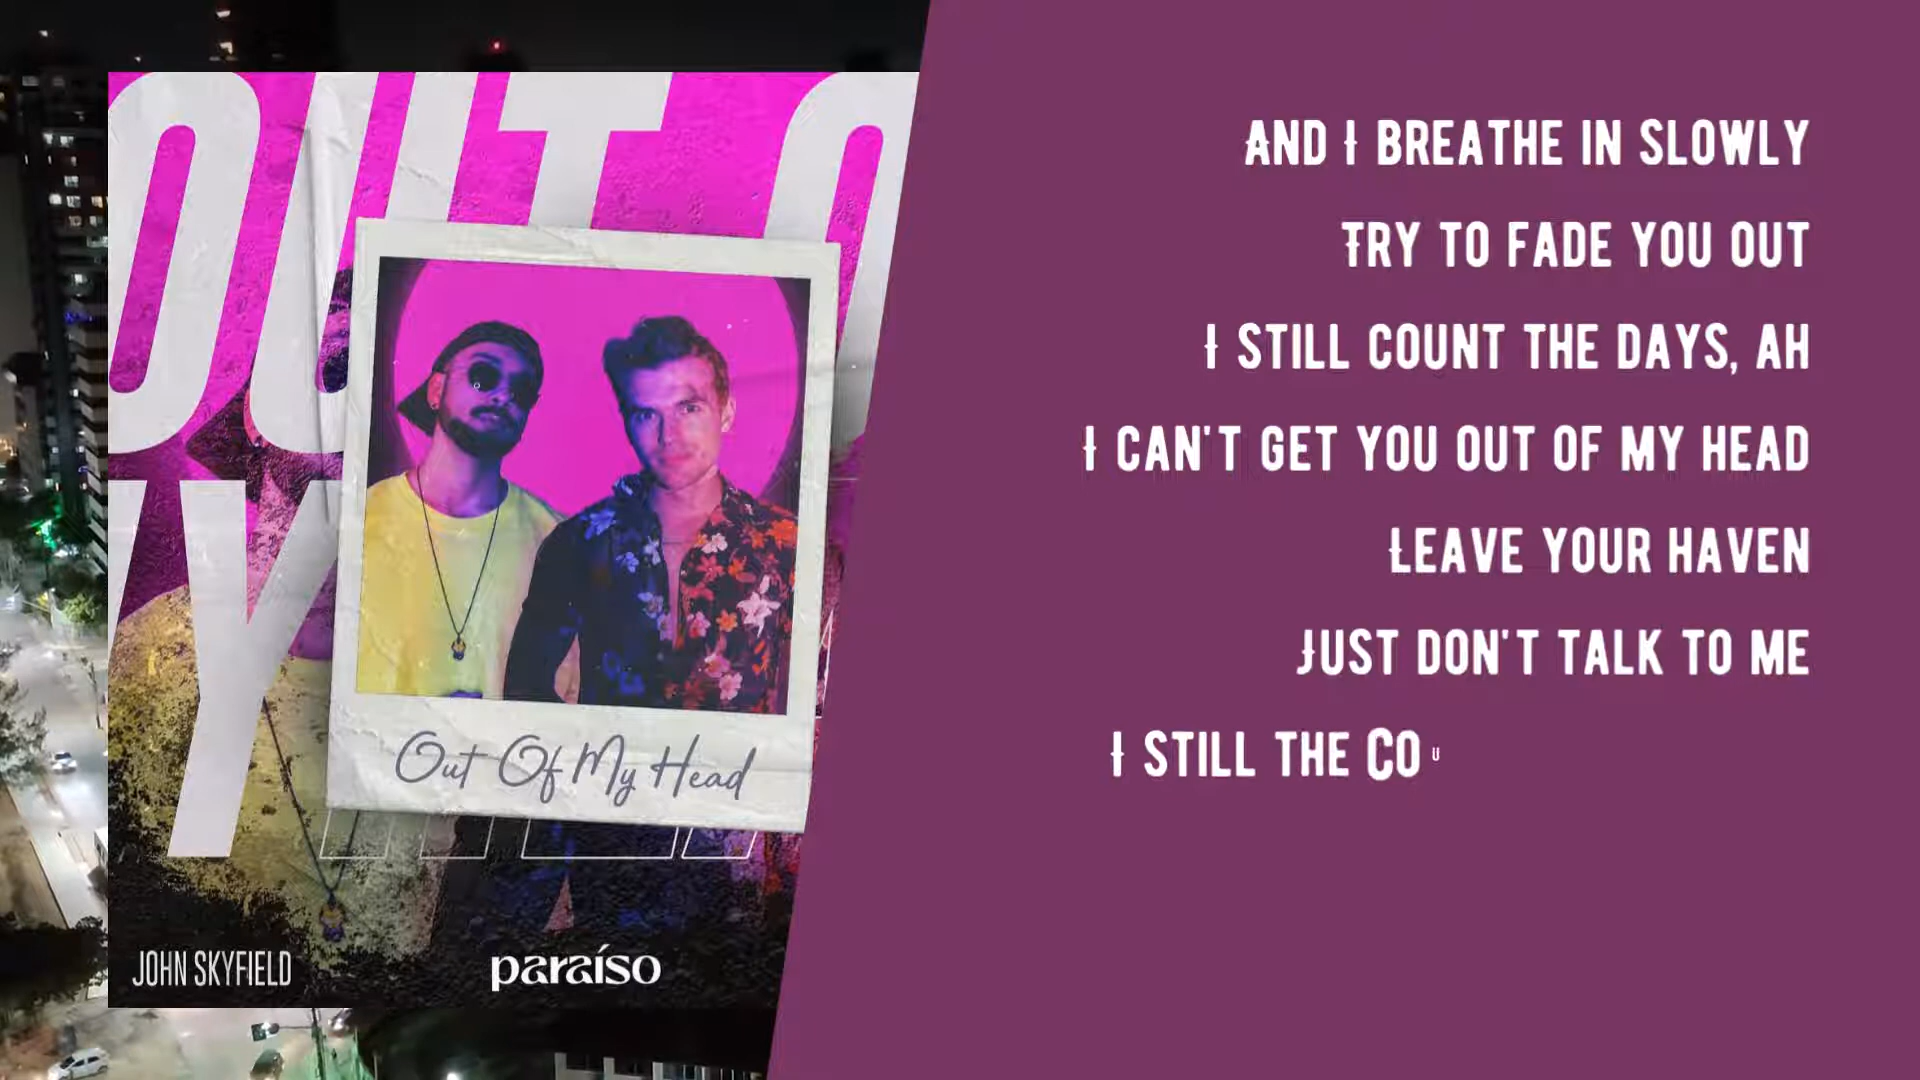 OUT O
MY
Out Of My Head
JOHN SKYFIELD
paraíso
AND I BREATHE IN SLOWLY
TRY TO FADE YOU OUT
I STILL COUNT THE DAYS, AH
I CAN'T GET YOU OUT OF MY HEAD
LEAVE YOUR HAVEN
JUST DON'T TALK TO ME
I STILL THE COU